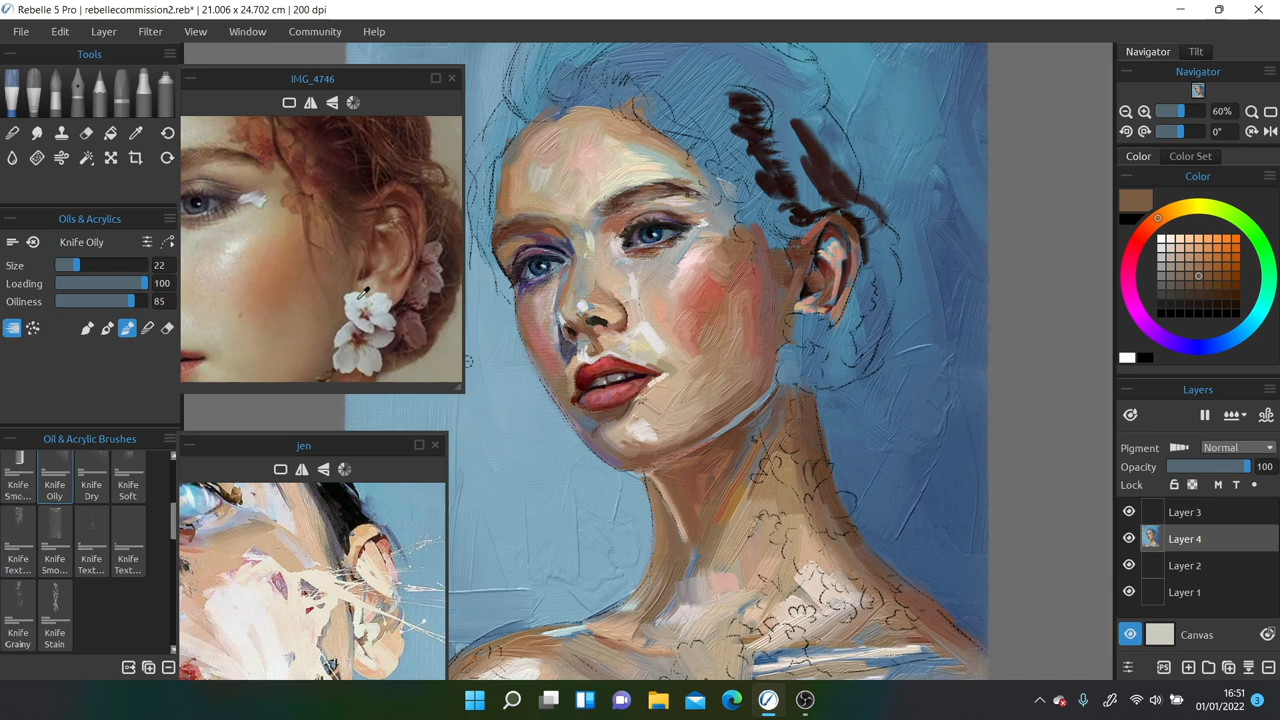 Rebelle 5 Pro | rebellecommission2.reb* | 21.006 x 24.702 cm | 200 dpi
File Edit Layer Filter View Window Community Help
Tools
IMG_4746
Navigator Tilt
Navigator
60%
0°
Color Color Set
Color
Oils & Acrylics
Knife Oily
Size 22
Loading 100
Oiliness 85
Layers
Pigment Normal
Opacity 100
Lock M T
Oil & Acrylic Brushes
jen
Knife Smo... Knife Oily Knife Dry Knife Soft
Knife Text... Knife Smo... Knife Text... Knife Text...
Knife Grainy Knife Stain
Layer 3
Layer 4
Layer 2
Layer 1
Canvas
PS
16:51
01/01/2022
3